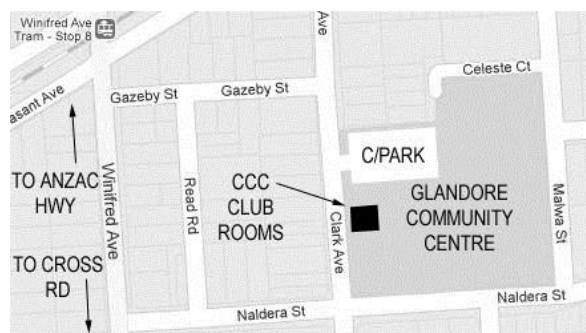 Winifred Ave
Tram - Stop 8
Ave
Celeste Ct
Gazeby St
Gazeby St
asant Ave
C/PARK
TO ANZAC
HWY
Winifred Ave
Read Rd
CCC
CLUB
ROOMS
Clark Ave
GLANDORE
COMMUNITY
CENTRE
Malwa St
TO CROSS
RD
Naldera St
Naldera St